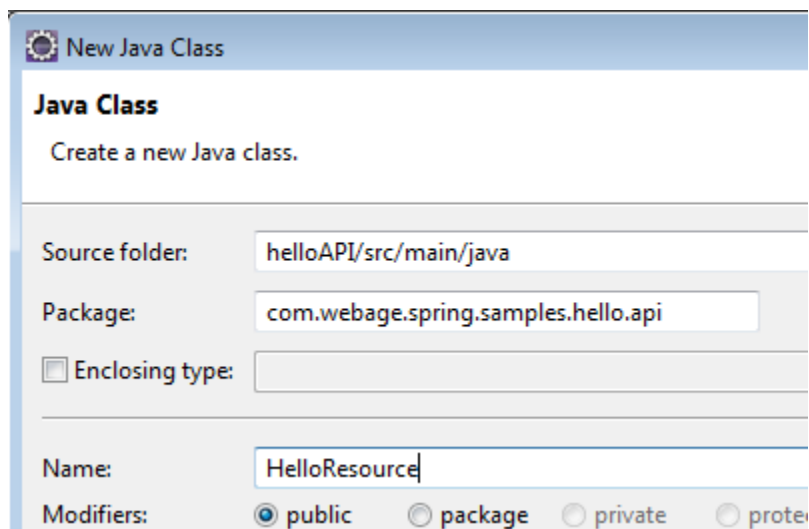 New Java Class
Java Class
Create a new Java class.
Source folder: helloAPI/src/main/java
Package: com.webage.spring.samples.hello.api
Enclosing type:
Name: HelloResource
Modifiers: public package private